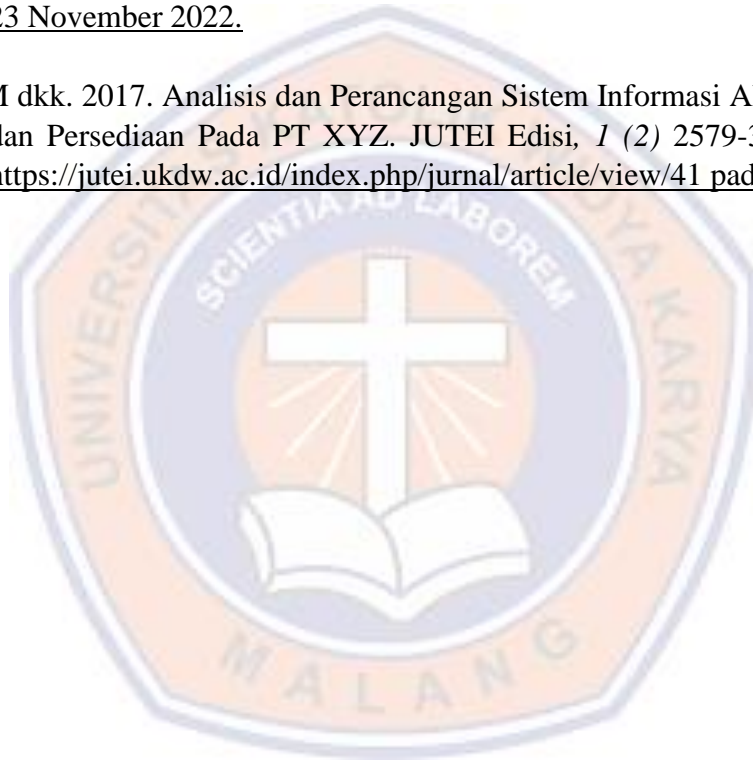 23 November 2022.
M dkk. 2017. Analisis dan Perancangan Sistem Informasi A
dan Persediaan Pada PT XYZ. JUTEI Edisi, 1 (2) 2579-3
https://jutei.ukdw.ac.id/index.php/jurnal/article/view/41 pad
SCIENTIA AD LABOREM
UNIVERSITAS KATOLIK WIDYA KARYA
MALANG